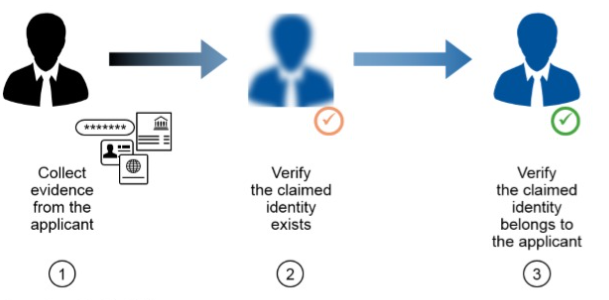 *******
Collect
evidence
from the
applicant
1
Verify
the claimed
identity
exists
2
Verify
the claimed
identity
belongs to
the applicant
3